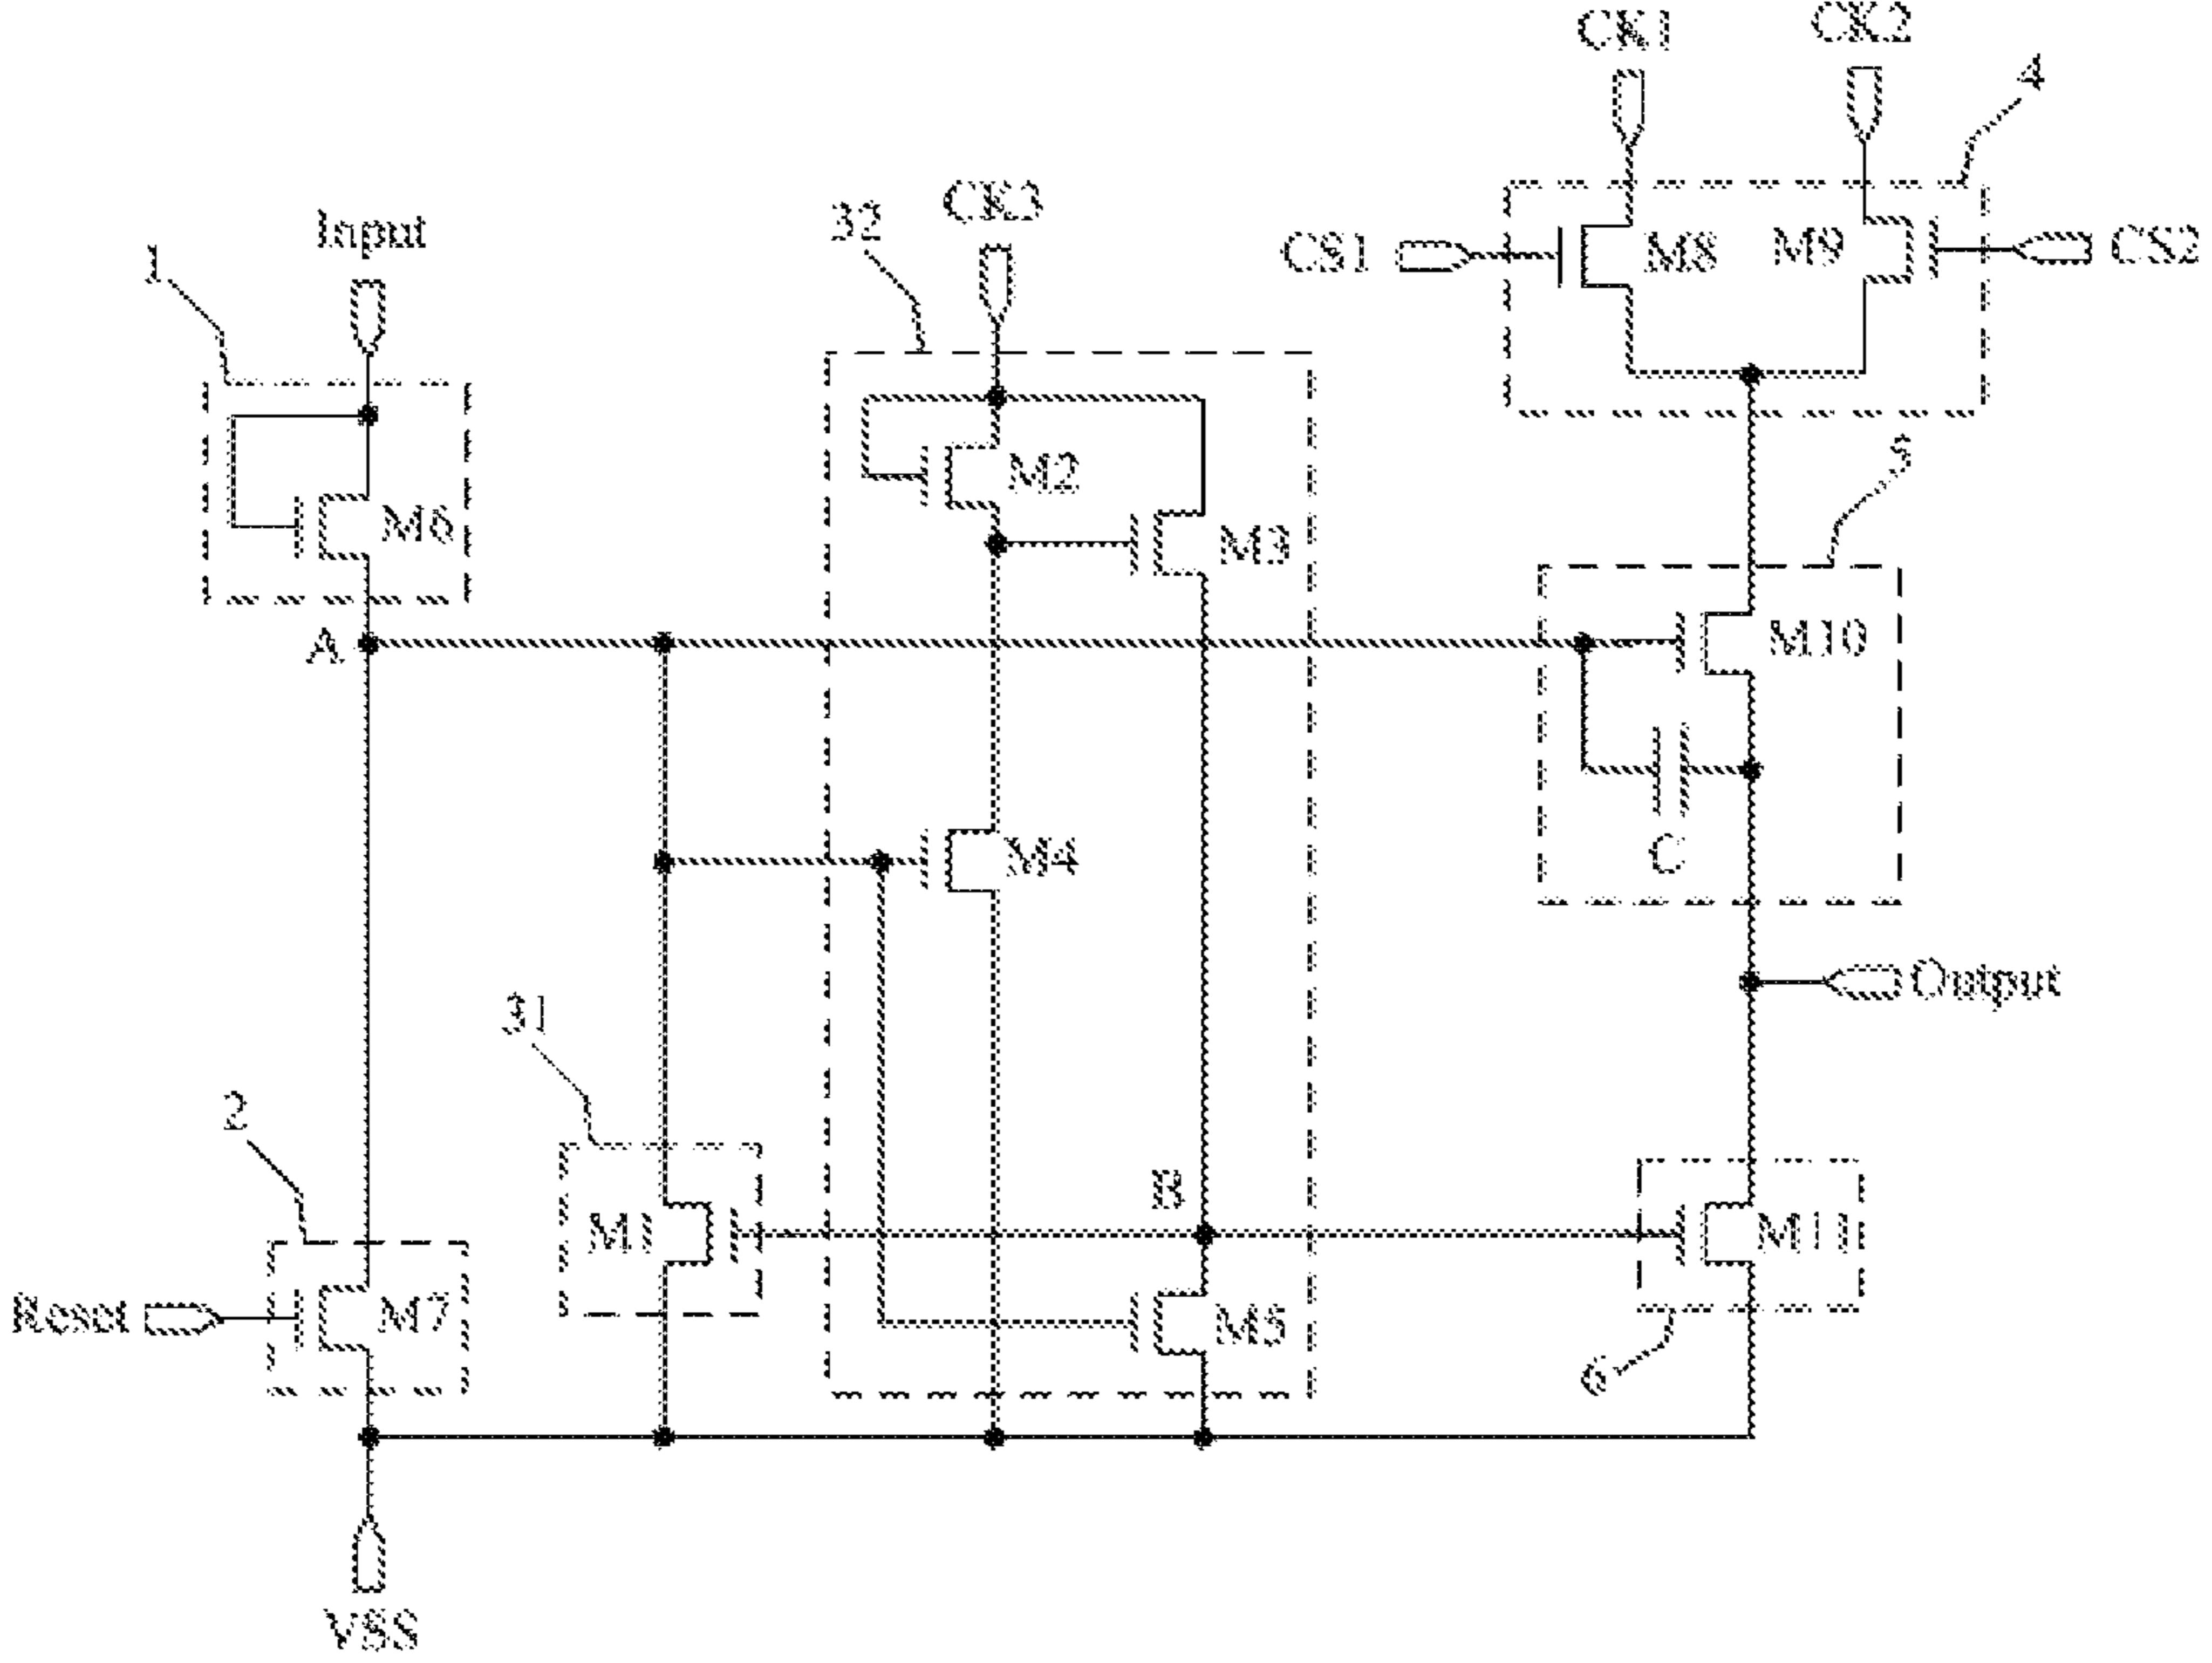 CK1
CK2
4
CK3
32
Input
1
CS1
M8
M9
CS2
M2
5
M6
M3
A
M10
M4
C
31
Output
2
B
M1
M11
Reset
M7
M5
6
VSS